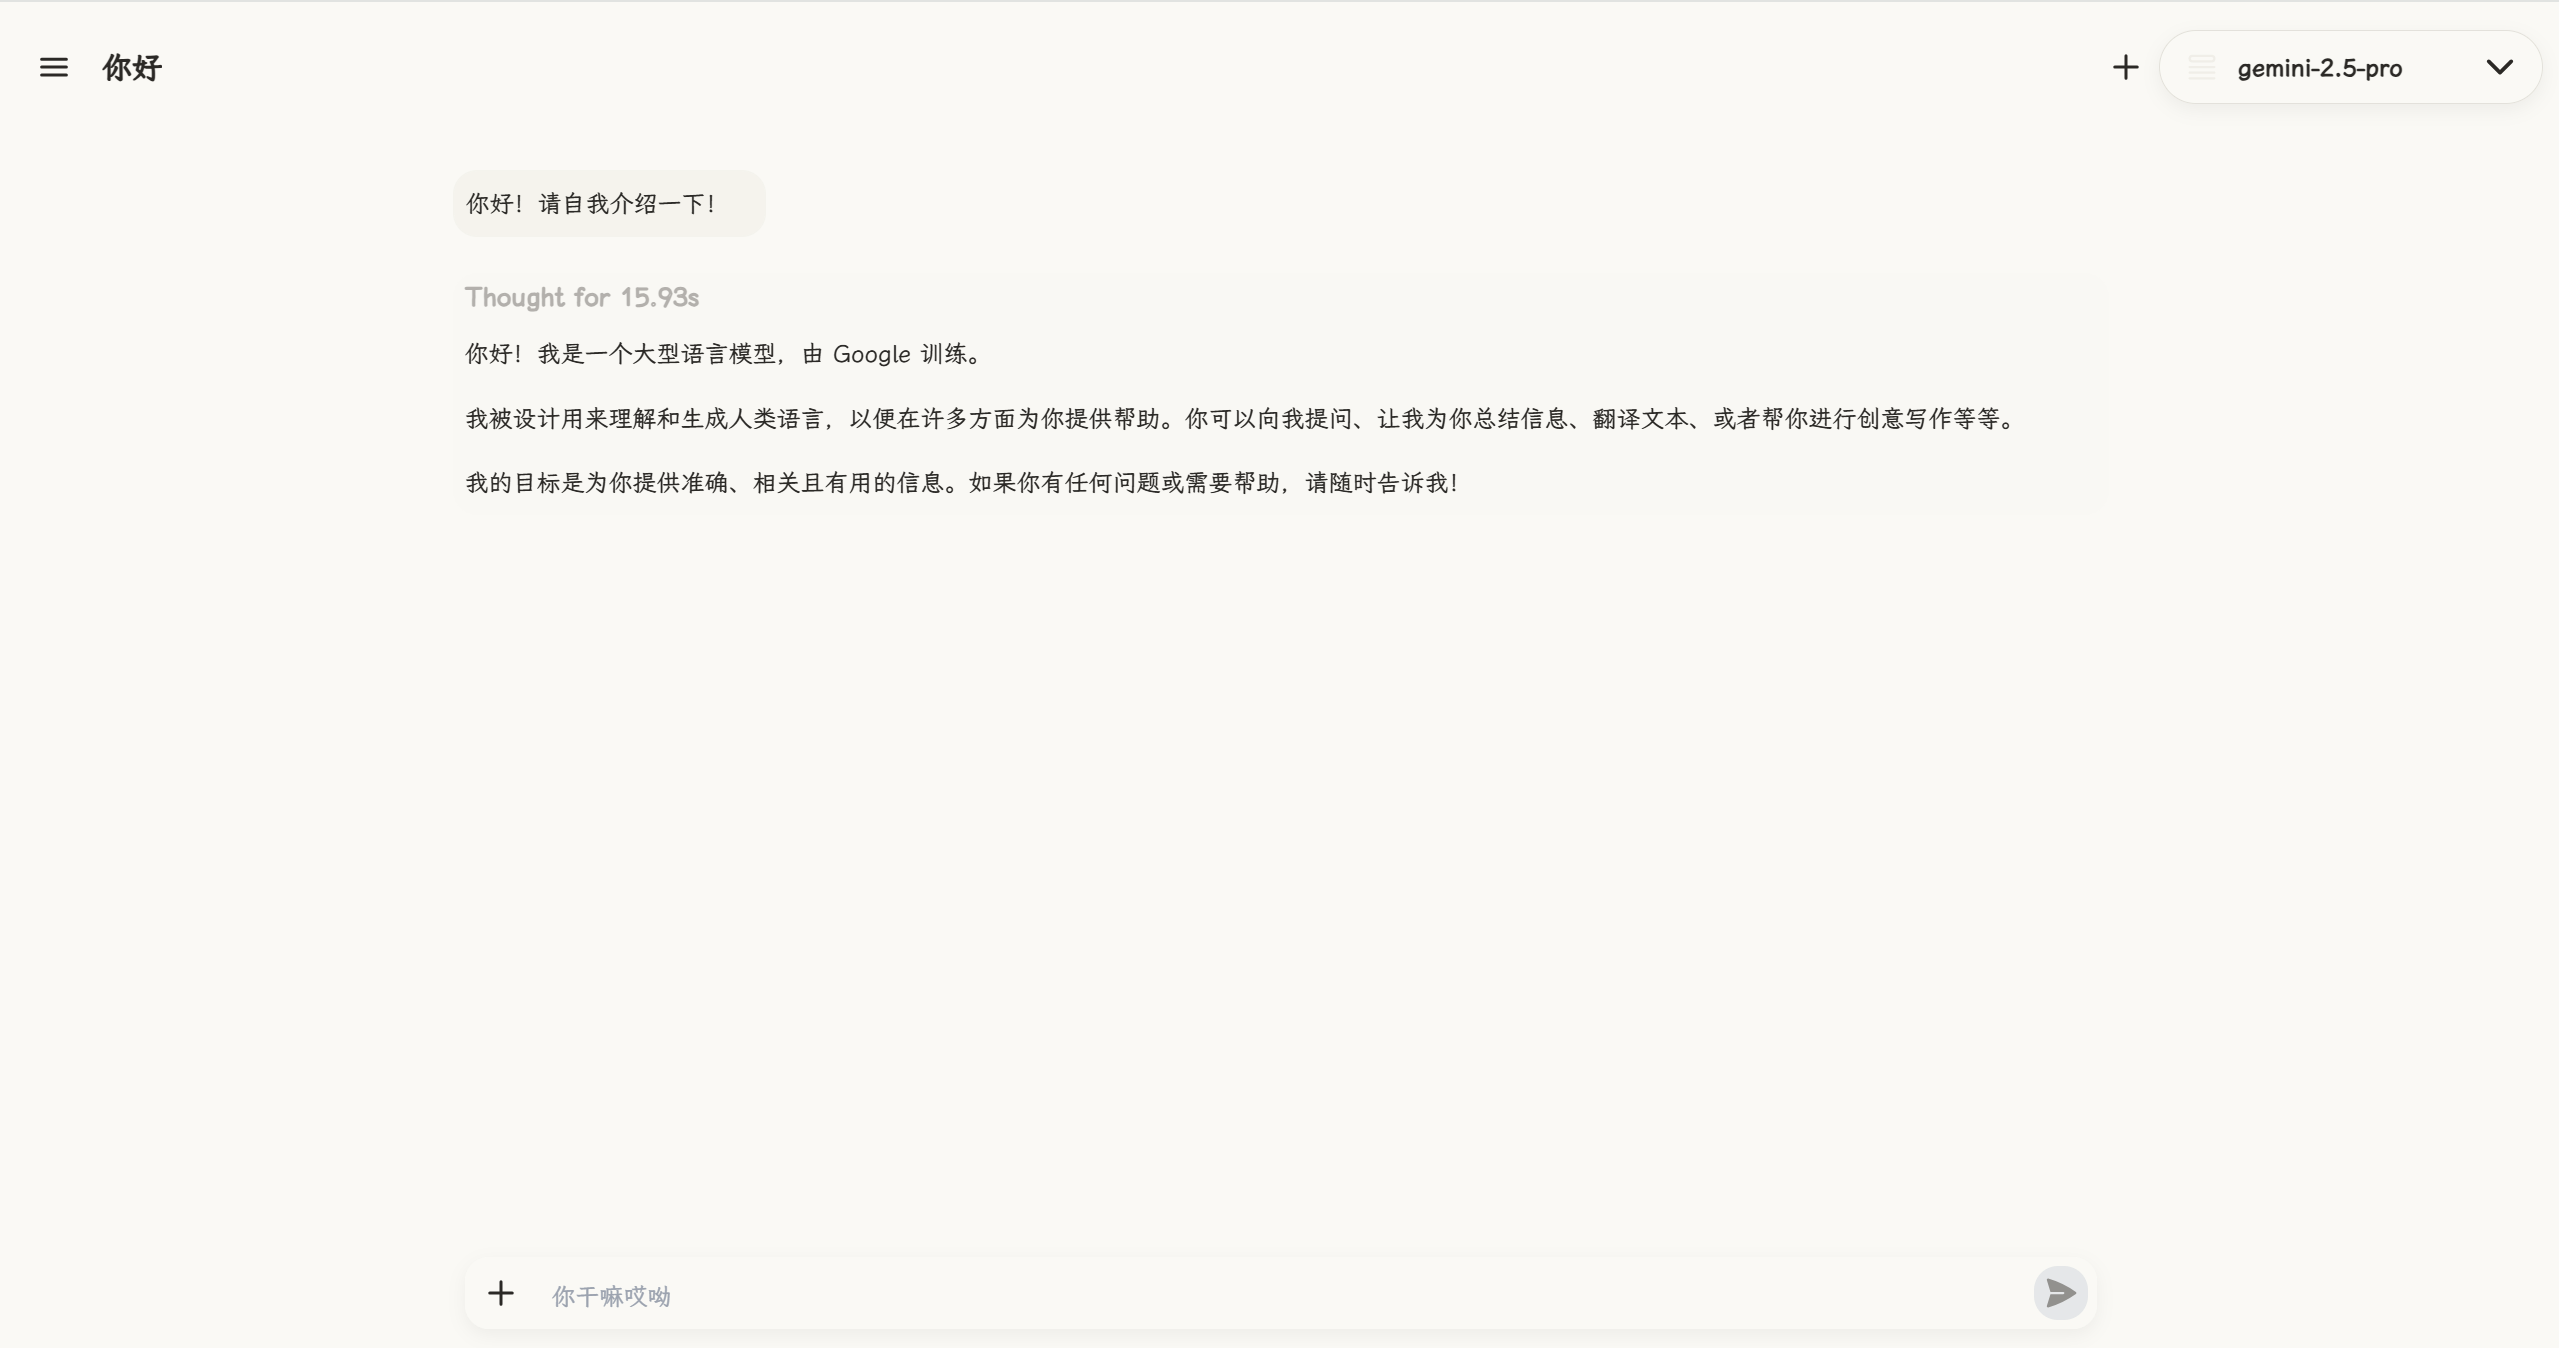 你好
gemini-2.5-pro
你好！请自我介绍一下！
Thought for 15.93s
你好！我是一个大型语言模型，由 Google 训练。
我被设计用来理解和生成人类语言，以便在许多方面为你提供帮助。你可以向我提问、让我为你总结信息、翻译文本、或者帮你进行创意写作等等。
我的目标是为你提供准确、相关且有用的信息。如果你有任何问题或需要帮助，请随时告诉我！
你干嘛哎呦